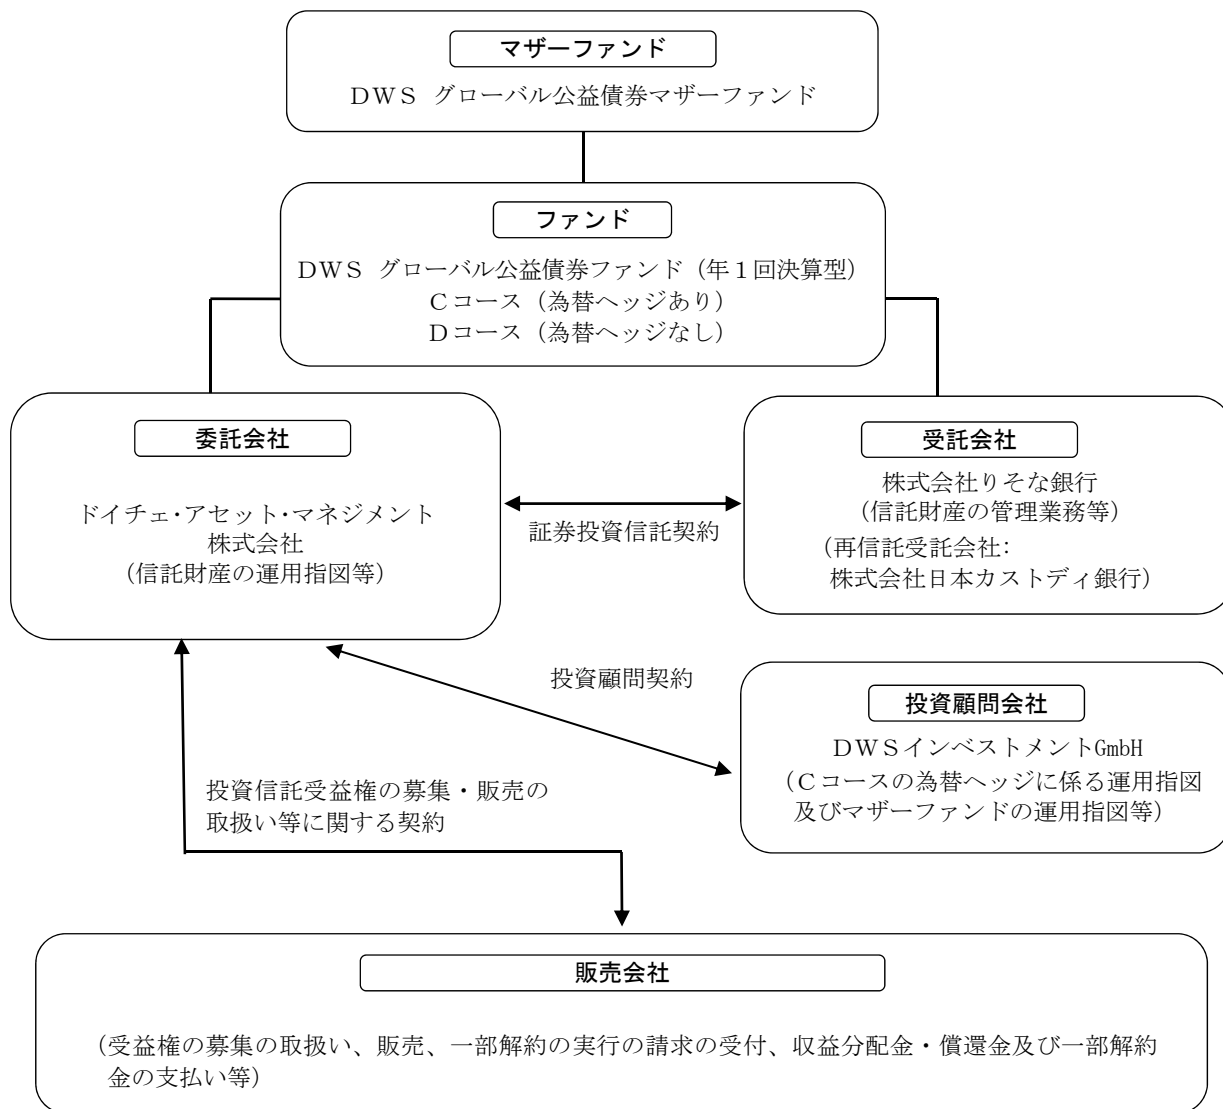 マザーファンド
ＤＷＳ グローバル公益債券マザーファンド
ファンド
ＤＷＳ グローバル公益債券ファンド（年１回決算型）
Ｃコース（為替ヘッジあり）
Ｄコース（為替ヘッジなし）
委託会社
ドイチェ･アセット･マネジメント
株式会社
（信託財産の運用指図等）
証券投資信託契約
受託会社
株式会社りそな銀行
（信託財産の管理業務等）
（再信託受託会社：
株式会社日本カストディ銀行）
投資顧問契約
投資顧問会社
ＤＷＳインベストメントGmbH
（Ｃコースの為替ヘッジに係る運用指図
及びマザーファンドの運用指図等）
投資信託受益権の募集・販売の
取扱い等に関する契約
販売会社
（受益権の募集の取扱い、販売、一部解約の実行の請求の受付、収益分配金・償還金及び一部解約
金の支払い等）